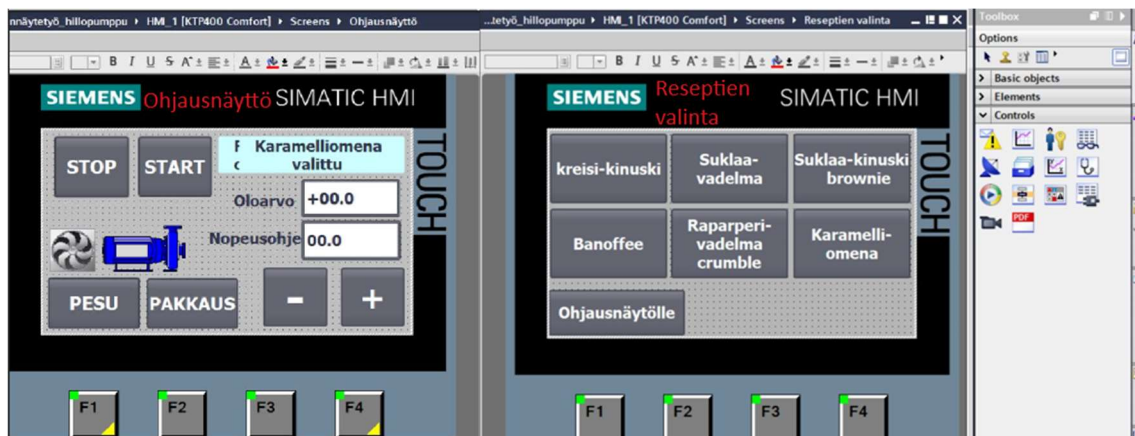 nnäytetyö_hillopumppu ▸ HMI_1 [KTP400 Comfort] ▸ Screens ▸ Ohjausnäyttö
B I U S A
SIEMENS Ohjausnäyttö SIMATIC HMI
TOUCH
STOP START
Karamelliomena
valittu
Oloarvo +00.0
Nopeusohje 00.0
PESU PAKKAUS - +
F1 F2 F3 F4
...tetyö_hillopumppu ▸ HMI_1 [KTP400 Comfort] ▸ Screens ▸ Reseptien valinta
B I U S A
SIEMENS Reseptien
valinta
SIMATIC HMI
TOUCH
kreisi-kinuski
Suklaa-
vadelma
Suklaa-kinuski
brownie
Banoffee
Raparperi-
vadelma
crumble
Karamelli-
omena
Ohjausnäytölle
F1 F2 F3 F4
Toolbox
Options
Basic objects
Elements
Controls
PDF